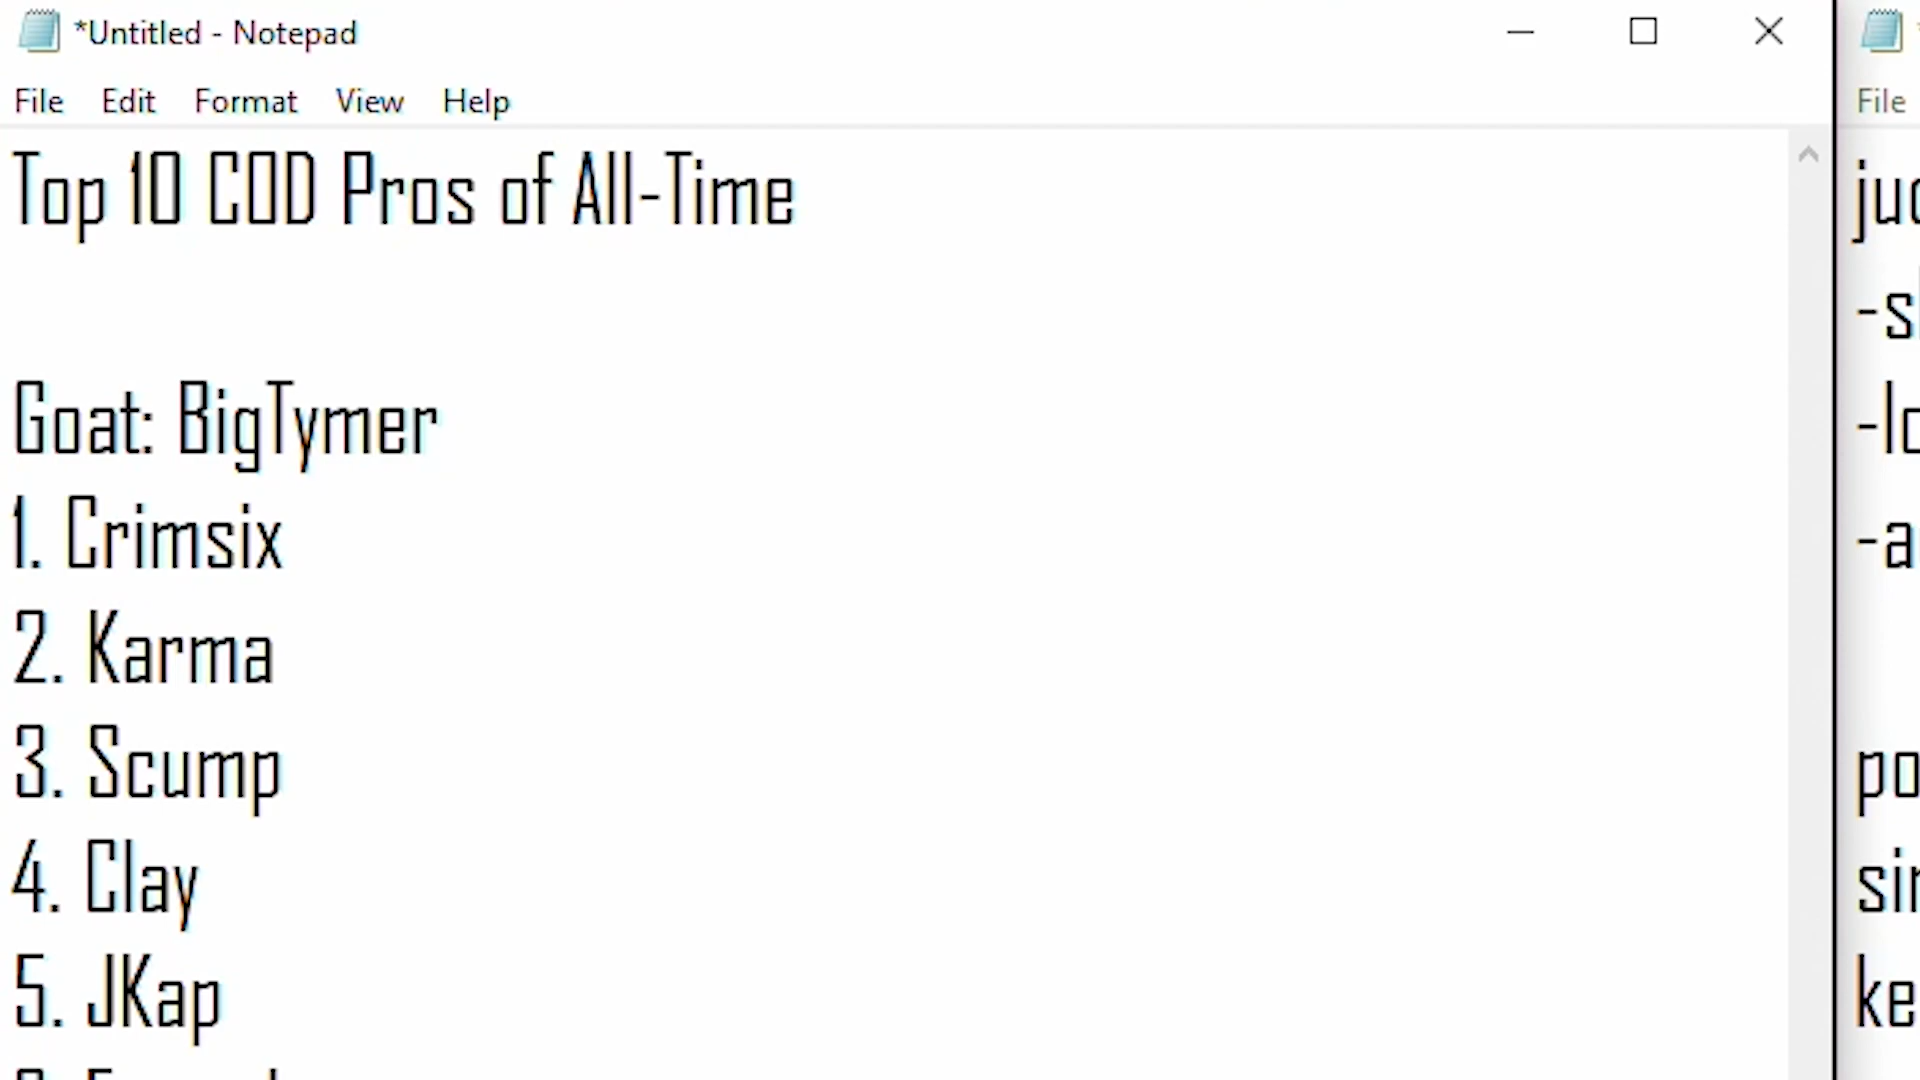 *Untitled - Notepad
File Edit Format View Help
Top 10 COD Pros of All-Time
Goat: BigTymer
1. Crimsix
2. Karma
3. Scump
4. Clay
5. JKap
File